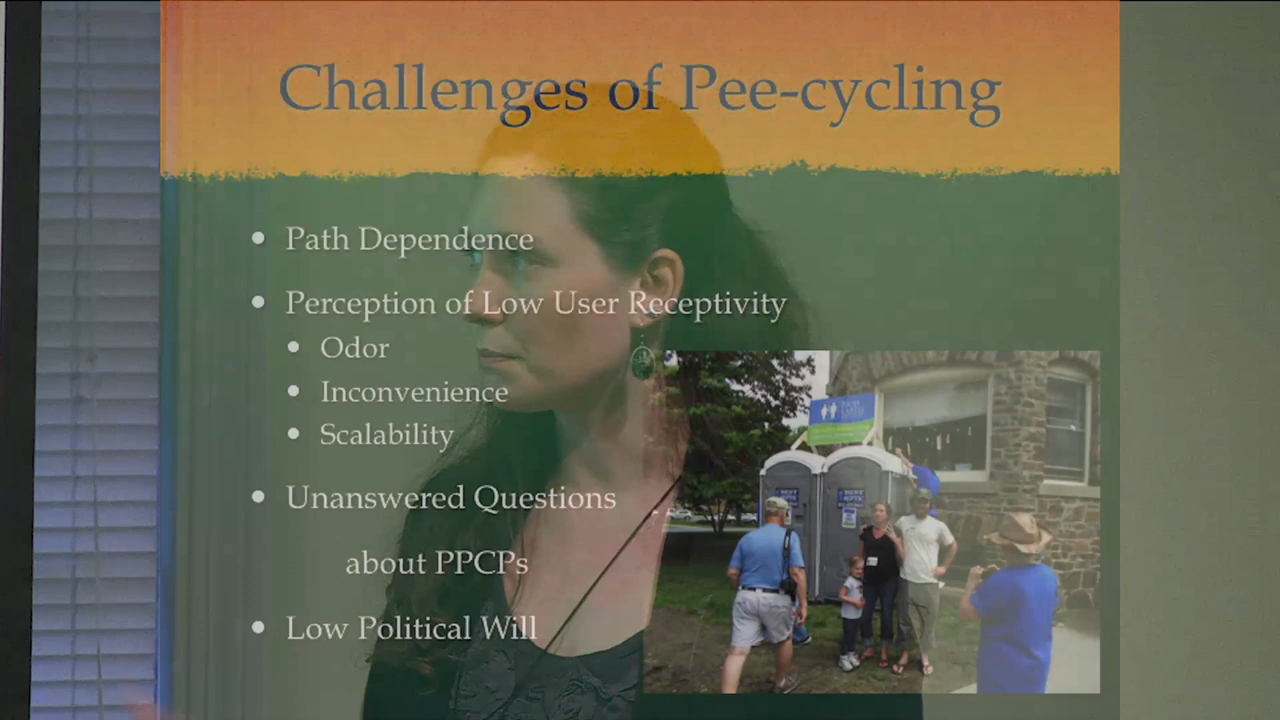 Challenges of Pee-cycling
Path Dependence
Perception of Low User Receptivity
Odor
Inconvenience
Scalability
Unanswered Questions
about PPCPs
Low Political Will